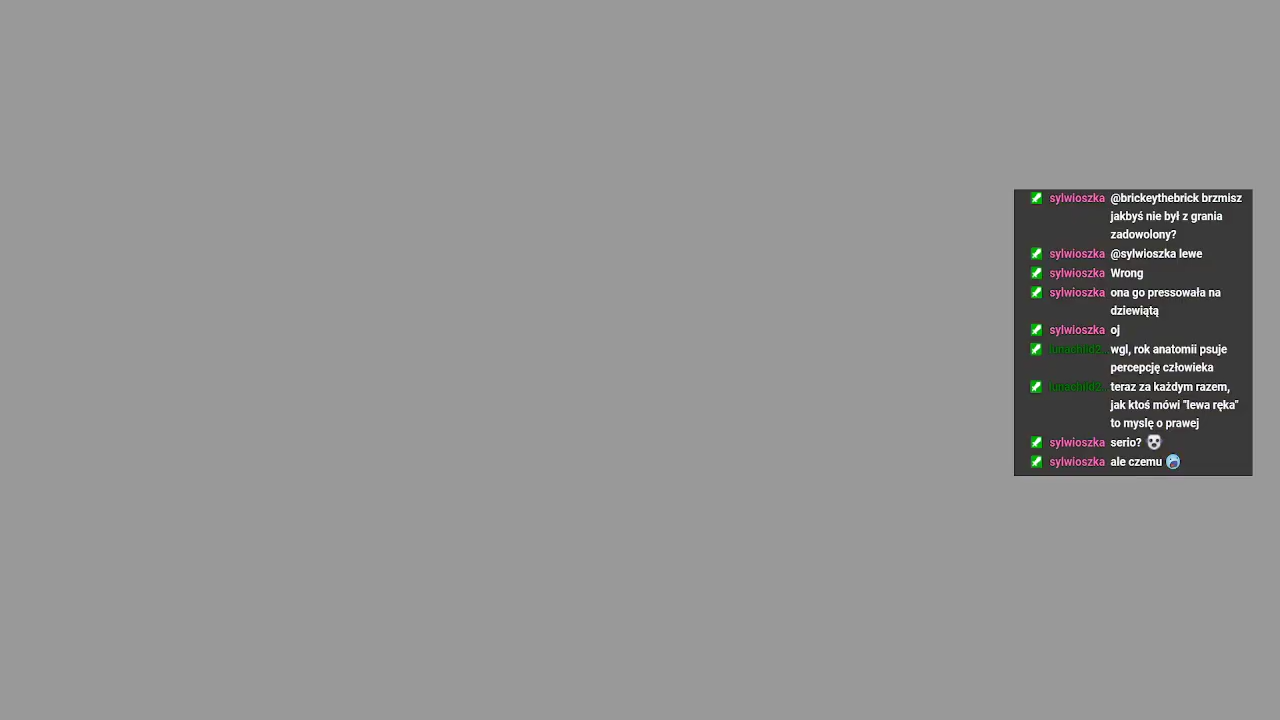 sylwioszka @brickeythebrick brzmisz
jakbyś nie był z grania
zadowolony?
sylwioszka @sylwioszka lewe
sylwioszka Wrong
sylwioszka ona go pressowała na
dziewiątą
sylwioszka oj
lunachild2... wgl, rok anatomii psuje
percepcję człowieka
lunachild2... teraz za każdym razem,
jak ktoś mówi "lewa ręka"
to myslę o prawej
sylwioszka serio?
sylwioszka ale czemu